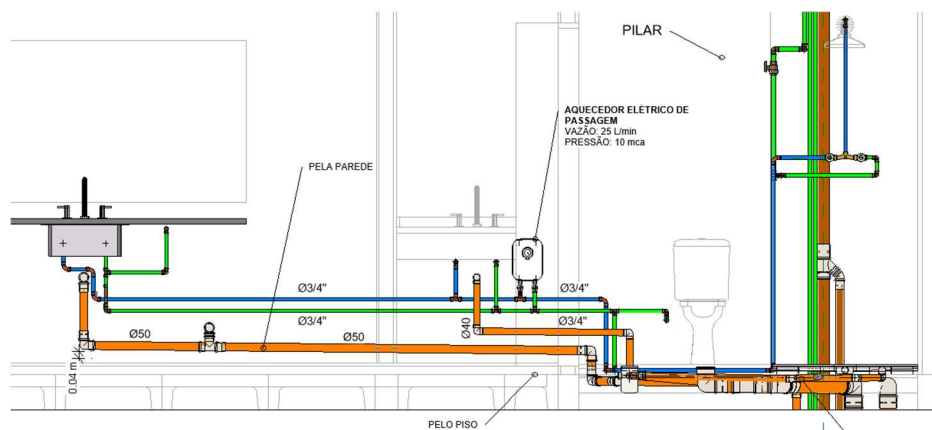 PILAR
AQUECEDOR ELÉTRICO DE
PASSAGEM
VAZÃO: 25 L/min
PRESSÃO: 10 mca
PELA PAREDE
Ø3/4"
Ø3/4"
Ø3/4"
Ø3/4"
Ø40
Ø50
Ø50
0.04 m
PELO PISO